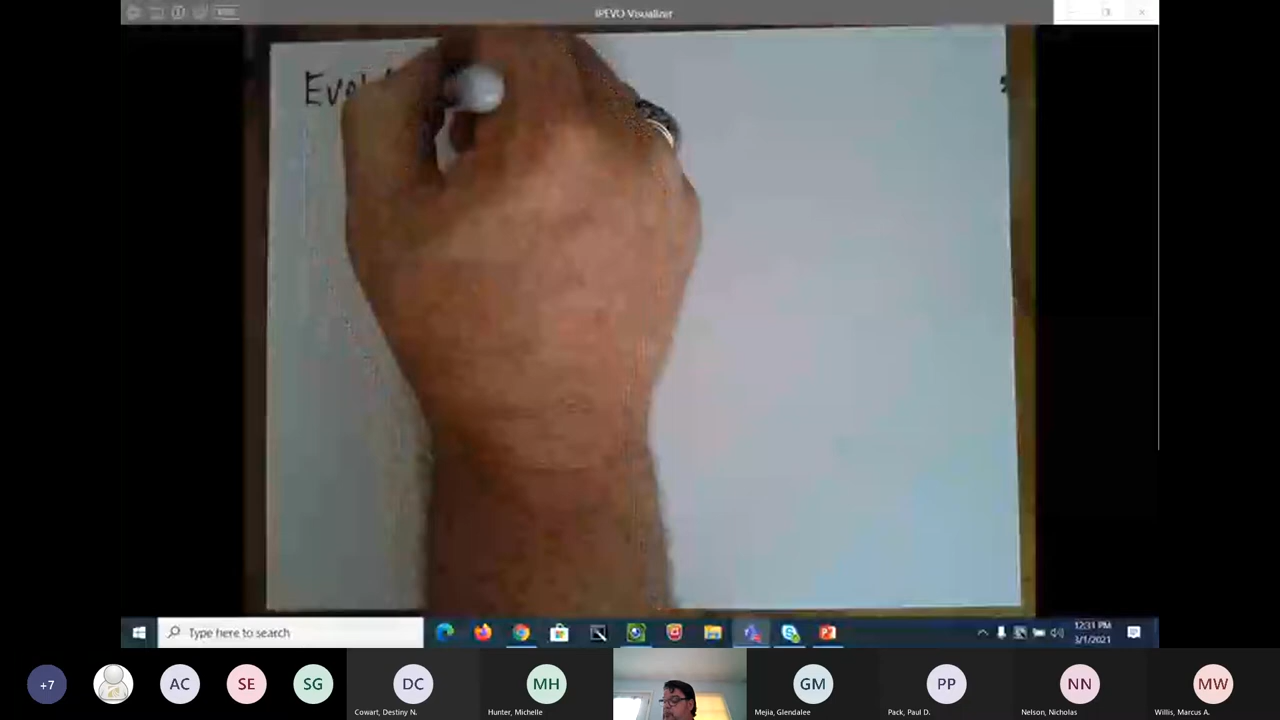 IPEVO Visualizer
Type here to search
12:31 PM
3/1/2021
+7
AC
SE
SG
DC
MH
GM
PP
NN
MW
Cowart, Destiny N.
Hunter, Michelle
Mejia, Glendalee
Pack, Paul D.
Nelson, Nicholas
Willis, Marcus A.